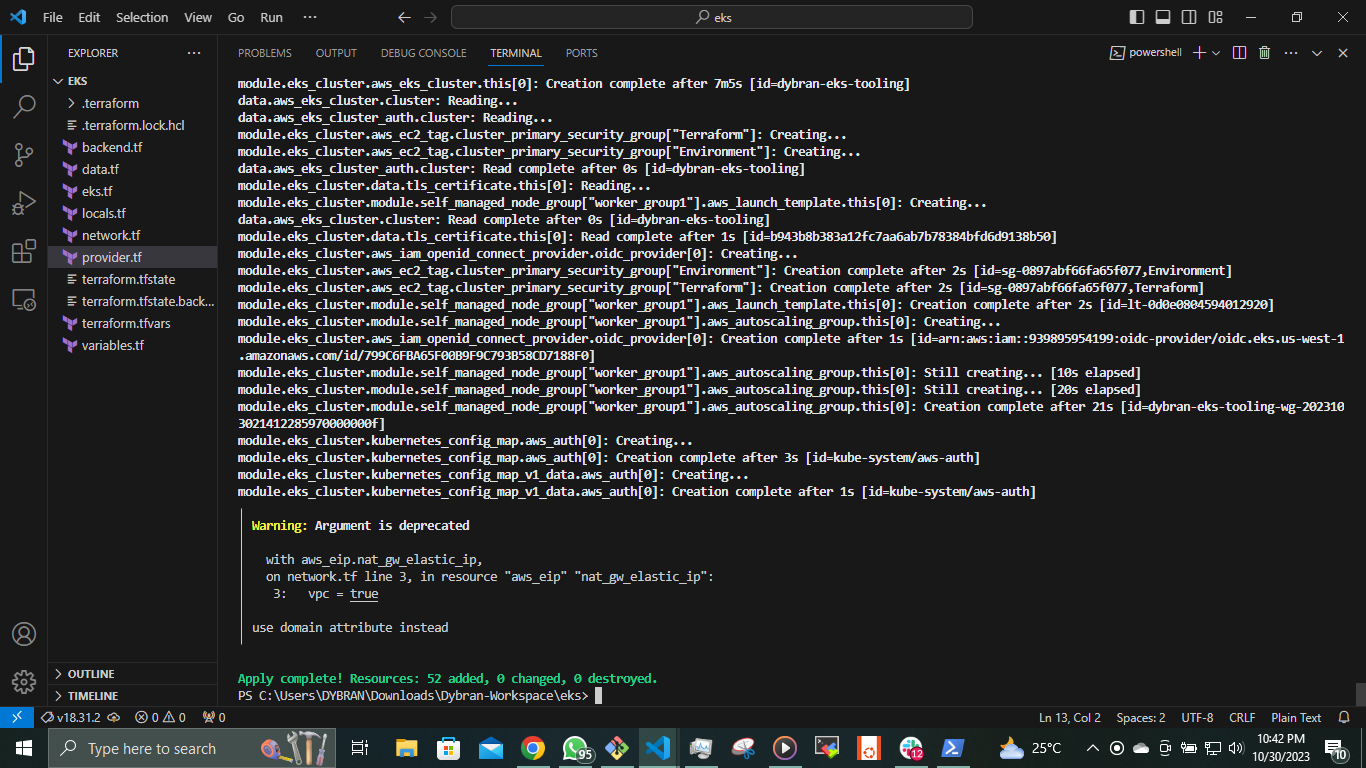 File Edit Selection View Go Run ···
eks
EXPLORER ···
PROBLEMS OUTPUT DEBUG CONSOLE TERMINAL PORTS
powershell
EKS
.terraform
.terraform.lock.hcl
backend.tf
data.tf
eks.tf
locals.tf
network.tf
provider.tf
terraform.tfstate
terraform.tfstate.back...
terraform.tfvars
variables.tf
OUTLINE
TIMELINE
module.eks_cluster.aws_eks_cluster.this[0]: Creation complete after 7m5s [id=dybran-eks-tooling]
data.aws_eks_cluster.cluster: Reading...
data.aws_eks_cluster_auth.cluster: Reading...
module.eks_cluster.aws_ec2_tag.cluster_primary_security_group["Terraform"]: Creating...
module.eks_cluster.aws_ec2_tag.cluster_primary_security_group["Environment"]: Creating...
data.aws_eks_cluster_auth.cluster: Read complete after 0s [id=dybran-eks-tooling]
module.eks_cluster.data.tls_certificate.this[0]: Reading...
module.eks_cluster.module.self_managed_node_group["worker_group1"].aws_launch_template.this[0]: Creating...
data.aws_eks_cluster.cluster: Read complete after 0s [id=dybran-eks-tooling]
module.eks_cluster.data.tls_certificate.this[0]: Read complete after 1s [id=b943b8b383a12fc7aa6ab7b78384bfd6d9138b50]
module.eks_cluster.aws_iam_openid_connect_provider.oidc_provider[0]: Creating...
module.eks_cluster.aws_ec2_tag.cluster_primary_security_group["Environment"]: Creation complete after 2s [id=sg-0897abf66fa65f077,Environment]
module.eks_cluster.aws_ec2_tag.cluster_primary_security_group["Terraform"]: Creation complete after 2s [id=sg-0897abf66fa65f077,Terraform]
module.eks_cluster.module.self_managed_node_group["worker_group1"].aws_launch_template.this[0]: Creation complete after 2s [id=lt-0d0e0804594012920]
module.eks_cluster.module.self_managed_node_group["worker_group1"].aws_autoscaling_group.this[0]: Creating...
module.eks_cluster.aws_iam_openid_connect_provider.oidc_provider[0]: Creation complete after 1s [id=arn:aws:iam::939895954199:oidc-provider/oidc.eks.us-west-1
.amazonaws.com/id/799C6FBA65F00B9F9C793B58CD7188F0]
module.eks_cluster.module.self_managed_node_group["worker_group1"].aws_autoscaling_group.this[0]: Still creating... [10s elapsed]
module.eks_cluster.module.self_managed_node_group["worker_group1"].aws_autoscaling_group.this[0]: Still creating... [20s elapsed]
module.eks_cluster.module.self_managed_node_group["worker_group1"].aws_autoscaling_group.this[0]: Creation complete after 21s [id=dybran-eks-tooling-wg-202310
3021412285970000000f]
module.eks_cluster.kubernetes_config_map.aws_auth[0]: Creating...
module.eks_cluster.kubernetes_config_map.aws_auth[0]: Creation complete after 3s [id=kube-system/aws-auth]
module.eks_cluster.kubernetes_config_map_v1_data.aws_auth[0]: Creating...
module.eks_cluster.kubernetes_config_map_v1_data.aws_auth[0]: Creation complete after 1s [id=kube-system/aws-auth]
Warning: Argument is deprecated
with aws_eip.nat_gw_elastic_ip,
on network.tf line 3, in resource "aws_eip" "nat_gw_elastic_ip":
3: vpc = true
use domain attribute instead
Apply complete! Resources: 52 added, 0 changed, 0 destroyed.
PS C:\Users\DYBRAN\Downloads\Dybran-Workspace\eks>
v18.31.2 0 0 0
Ln 13, Col 2 Spaces: 2 UTF-8 CRLF Plain Text
Type here to search
95
12
25°C
10:42 PM
10/30/2023
10